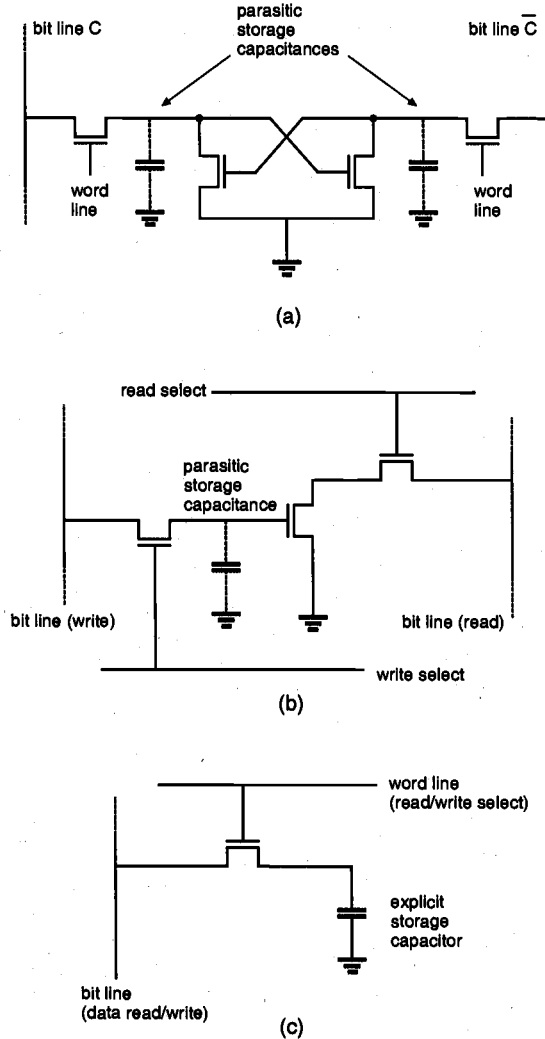 parasitic
storage
capacitances
bit line C
bit line C̅
word
line
word
line
(a)
read select
parasitic
storage
capacitance
bit line (write)
bit line (read)
write select
(b)
word line
(read/write select)
explicit
storage
capacitor
bit line
(data read/write)
(c)